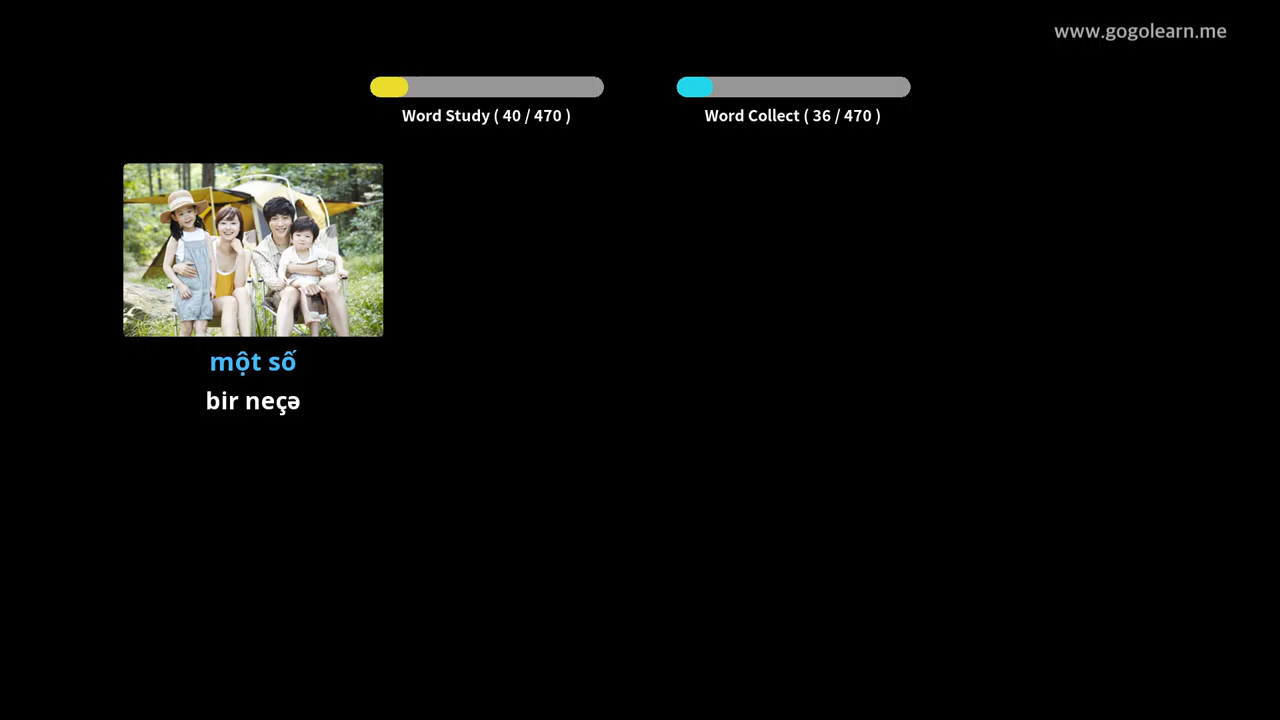 www.gogolearn.me
Word Study ( 40 / 470 )
Word Collect ( 36 / 470 )
một số
bir neçə